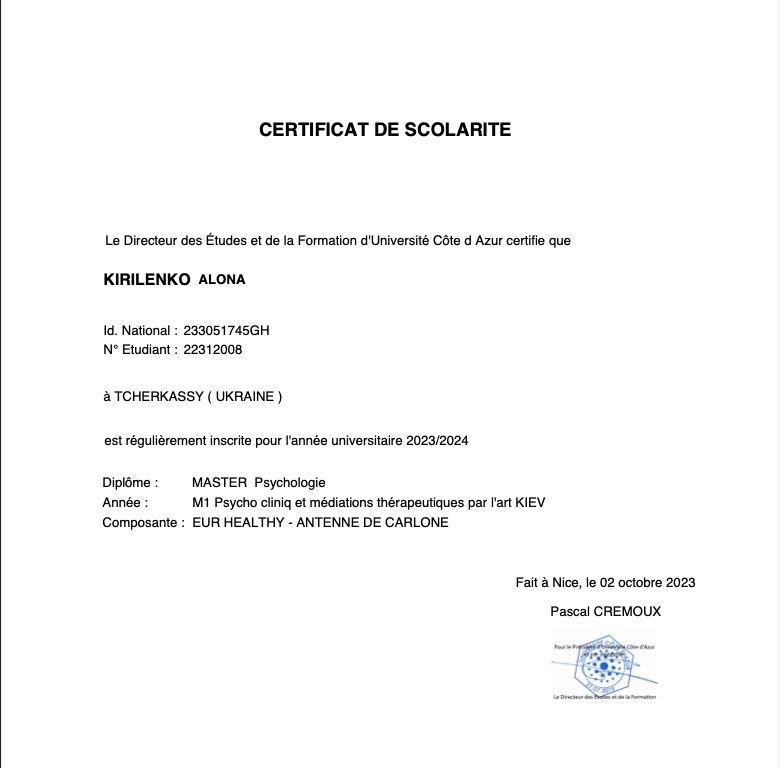 CERTIFICAT DE SCOLARITE
Le Directeur des Études et de la Formation d'Université Côte d Azur certifie que
KIRILENKO ALONA
Id. National : 233051745GH
N° Etudiant : 22312008
à TCHERKASSY ( UKRAINE )
est régulièrement inscrite pour l'année universitaire 2023/2024
Diplôme : MASTER Psychologie
Année : M1 Psycho cliniq et médiations thérapeutiques par l'art KIEV
Composante : EUR HEALTHY - ANTENNE DE CARLONE
Fait à Nice, le 02 octobre 2023
Pascal CREMOUX
Pour le Président d'Université Côte d'Azur
Le Directeur des Études et de la Formation